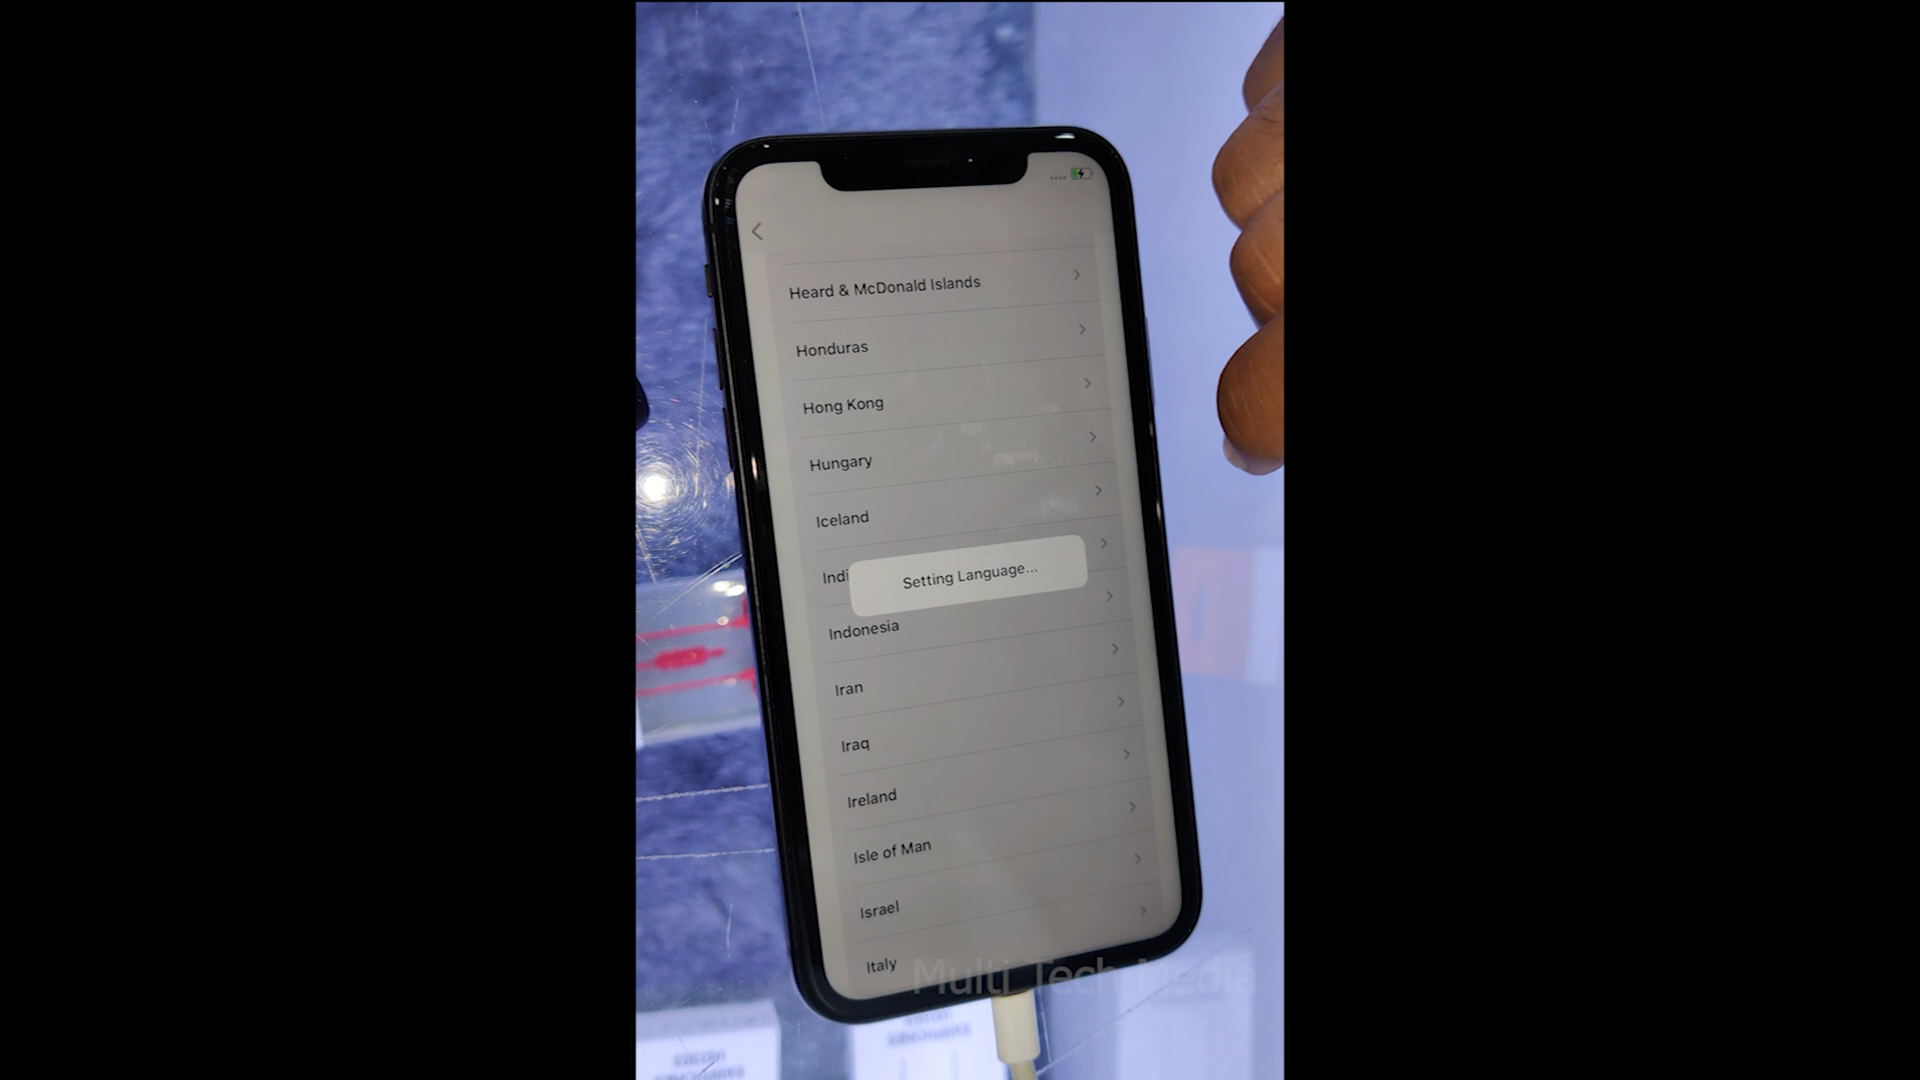 Heard & McDonald Islands
Honduras
Hong Kong
Hungary
Iceland
Setting Language...
Indonesia
Iran
Iraq
Ireland
Isle of Man
Israel
Italy
Multi Tech Media